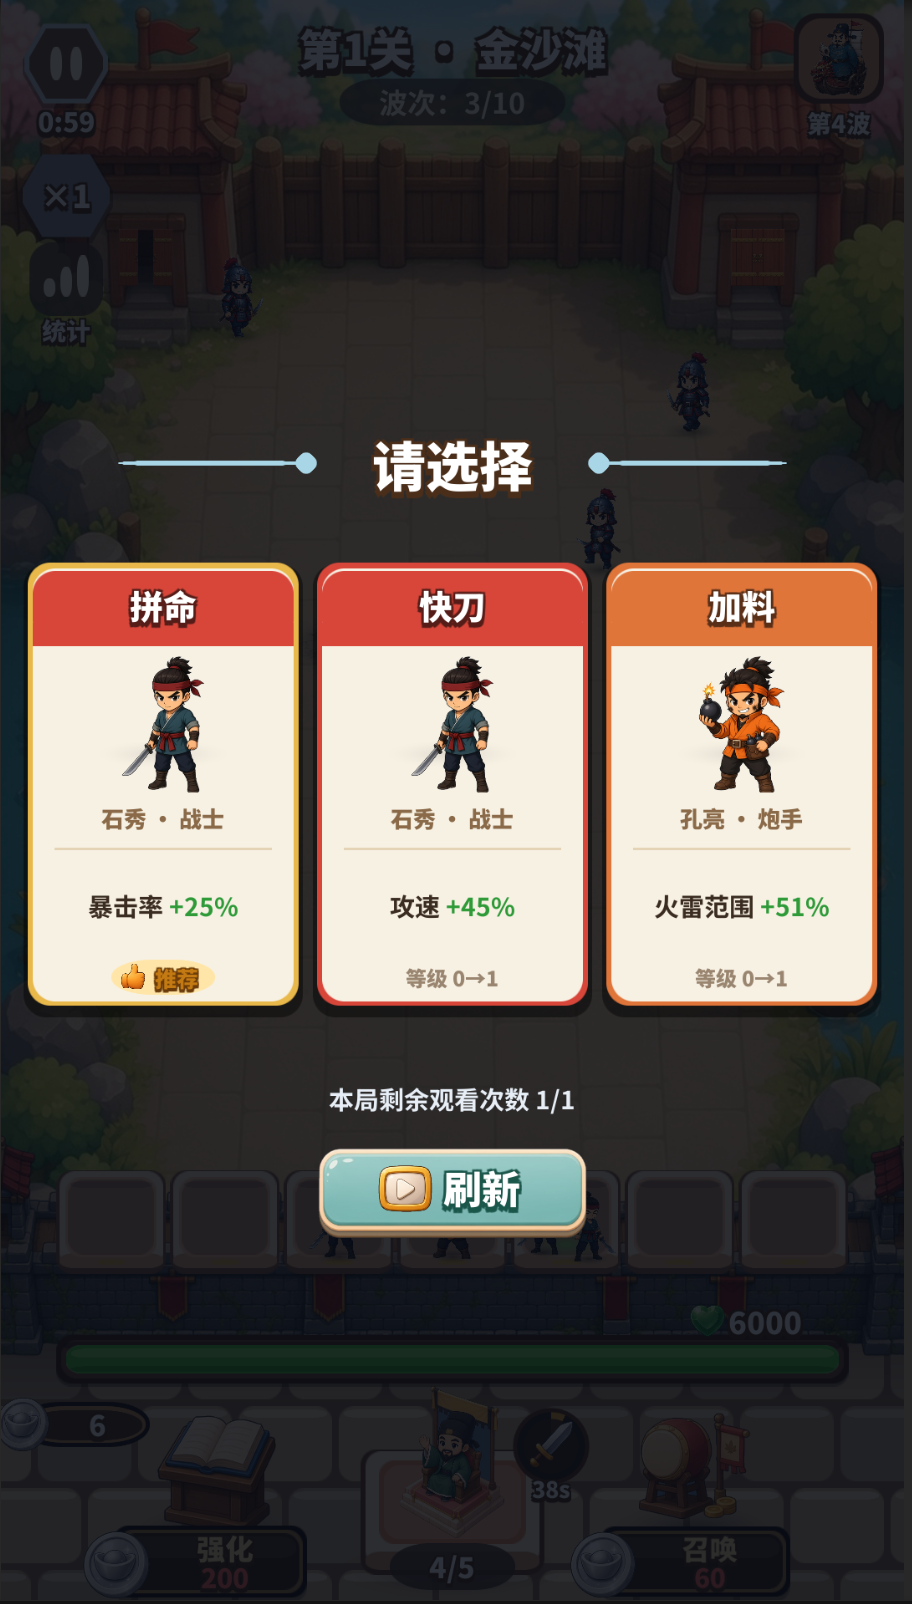 第1关 · 金沙滩
波次：3/10
0:59
第4波
×1
统计
请选择
拼命
石秀 · 战士
暴击率 +25%
推荐
快刀
石秀 · 战士
攻速 +45%
等级 0→1
加料
孔亮 · 炮手
火雷范围 +51%
等级 0→1
本局剩余观看次数 1/1
刷新
6000
6
38s
强化
200
4/5
召唤
60